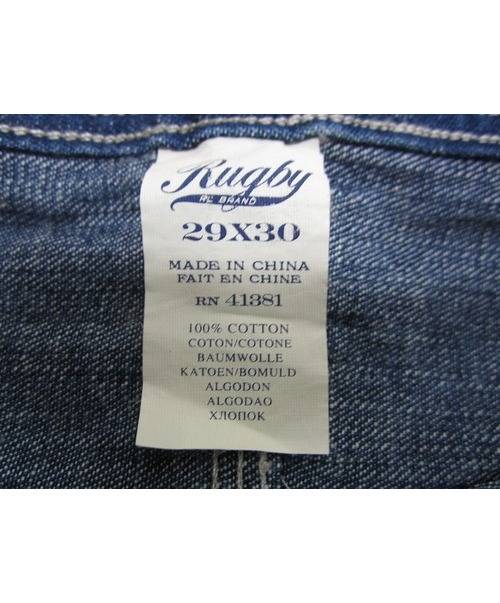 Rugby
RL BRAND
29X30
MADE IN CHINA
FAIT EN CHINE
RN 41381
100% COTTON
COTON/COTONE
BAUMWOLLE
KATOEN/BOMULD
ALGODON
ALGODAO
ХЛОПОК